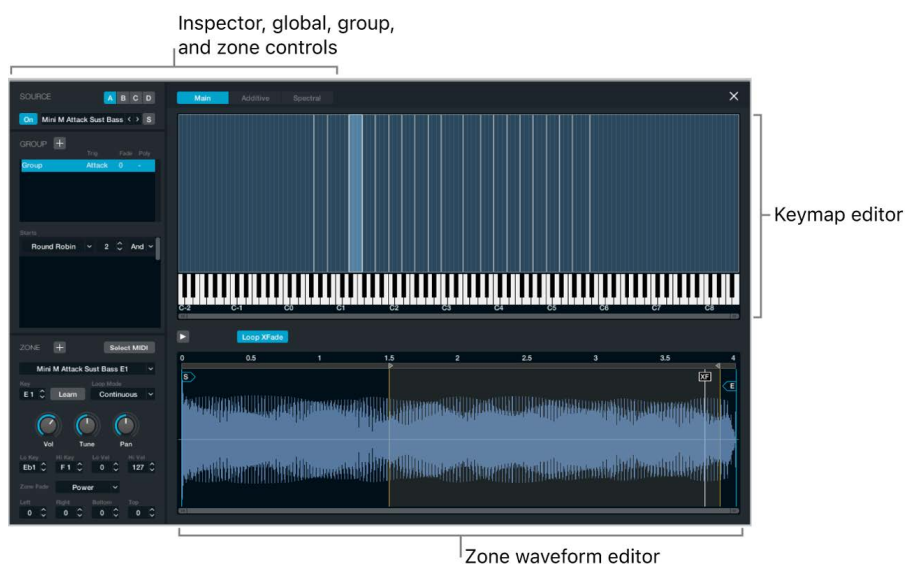 Inspector, global, group,
and zone controls
SOURCE A B C D
Main Additive Spectral
On Mini M Attack Sust Bass < > S
GROUP +
Trig Fade Poly
Group Attack 0 -
Starts
Round Robin 2 And
Keymap editor
C-2 C-1 C0 C1 C2 C3 C4 C5 C6 C7 C8
Loop XFade
ZONE + Select MIDI
0 0.5 1 1.5 2 2.5 3 3.5 4
Mini M Attack Sust Bass E1
S XF
E
Key Loop Mode
E 1 Learn Continuous
Vol Tune Pan
Lo Key Hi Key Lo Vel Hi Vel
Eb1 F 1 0 127
Zone Fade Power
Left Right Bottom Top
0 0 0 0
Zone waveform editor